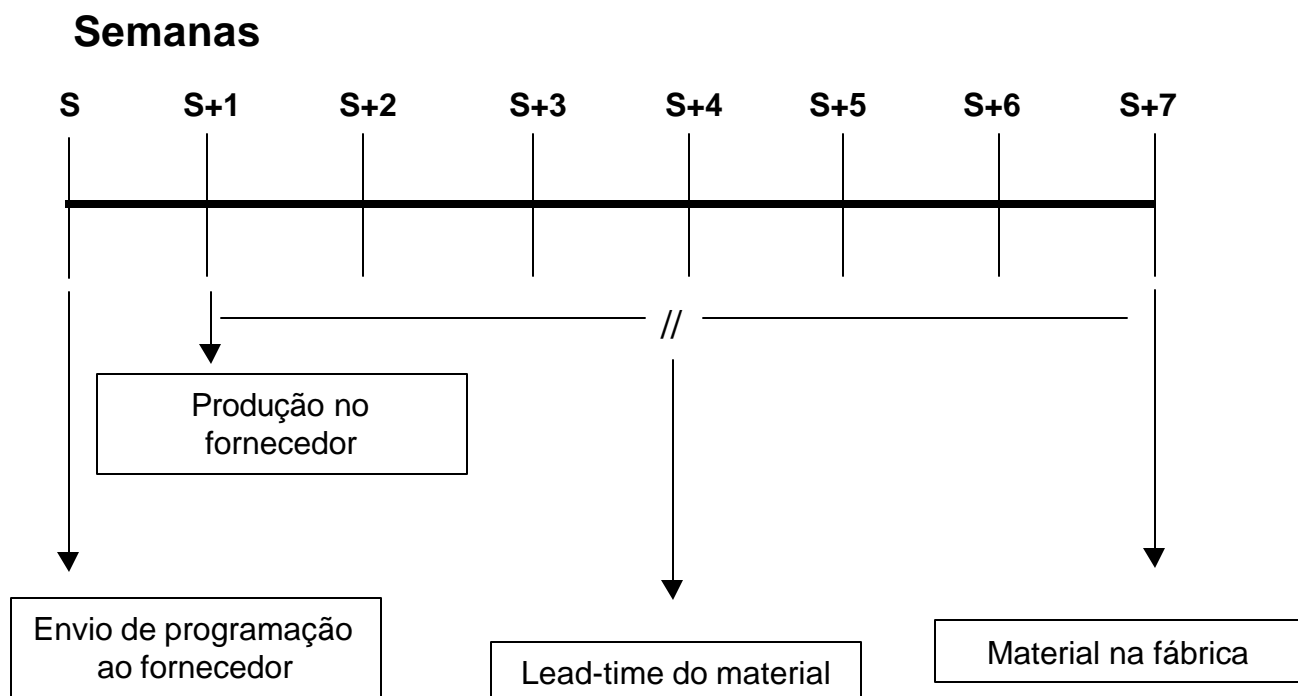 Semanas
S S+1 S+2 S+3 S+4 S+5 S+6 S+7
//
Produção no
fornecedor
Envio de programação
ao fornecedor
Lead-time do material
Material na fábrica